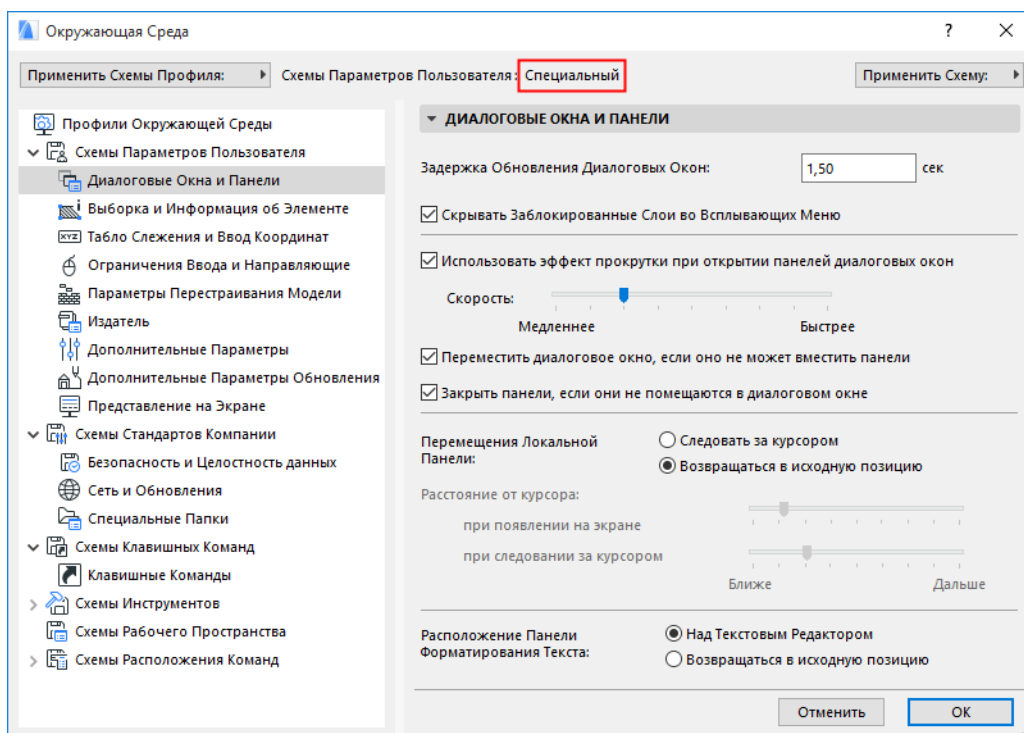 Окружающая Среда
?
Применить Схемы Профиля:
Схемы Параметров Пользователя: Специальный
Применить Схему:
Профили Окружающей Среды
Схемы Параметров Пользователя
Диалоговые Окна и Панели
Выборка и Информация об Элементе
XYZ Табло Слежения и Ввод Координат
Ограничения Ввода и Направляющие
Параметры Перестраивания Модели
Издатель
Дополнительные Параметры
Дополнительные Параметры Обновления
Представление на Экране
Схемы Стандартов Компании
Безопасность и Целостность данных
Сеть и Обновления
Специальные Папки
Схемы Клавишных Команд
Клавишные Команды
Схемы Инструментов
Схемы Рабочего Пространства
Схемы Расположения Команд
ДИАЛОГОВЫЕ ОКНА И ПАНЕЛИ
Задержка Обновления Диалоговых Окон: 1,50 сек
Скрывать Заблокированные Слои во Всплывающих Меню
Использовать эффект прокрутки при открытии панелей диалоговых окон
Скорость:
Медленнее Быстрее
Переместить диалоговое окно, если оно не может вместить панели
Закрыть панели, если они не помещаются в диалоговом окне
Перемещения Локальной
Панели:
Следовать за курсором
Возвращаться в исходную позицию
Расстояние от курсора:
при появлении на экране
при следовании за курсором
Ближе Дальше
Расположение Панели
Форматирования Текста:
Над Текстовым Редактором
Возвращаться в исходную позицию
Отменить OK